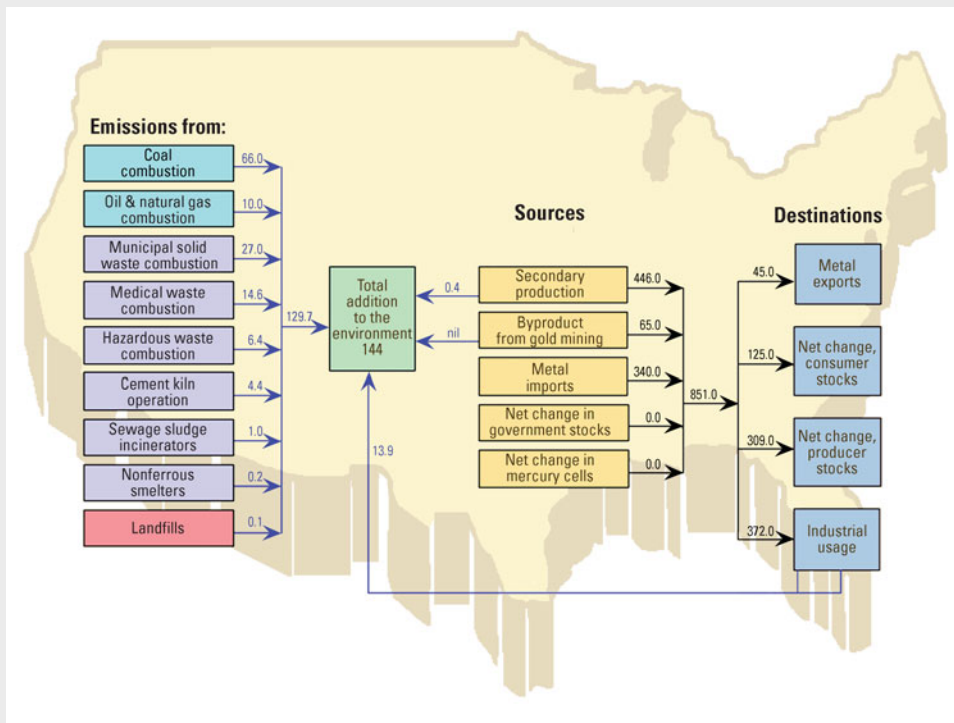 Emissions from:
Coal
combustion
66.0
Oil & natural gas
combustion
10.0
Municipal solid
waste combustion
27.0
Medical waste
combustion
14.6
Hazardous waste
combustion
6.4
Cement kiln
operation
4.4
Sewage sludge
incinerators
1.0
Nonferrous
smelters
0.2
Landfills
0.1
129.7
Total
addition
to the
environment
144
0.4
nil
13.9
Sources
Secondary
production
446.0
Byproduct
from gold mining
65.0
Metal
imports
340.0
Net change in
government stocks
0.0
Net change in
mercury cells
0.0
851.0
Destinations
45.0
Metal
exports
125.0
Net change,
consumer
stocks
309.0
Net change,
producer
stocks
372.0
Industrial
usage